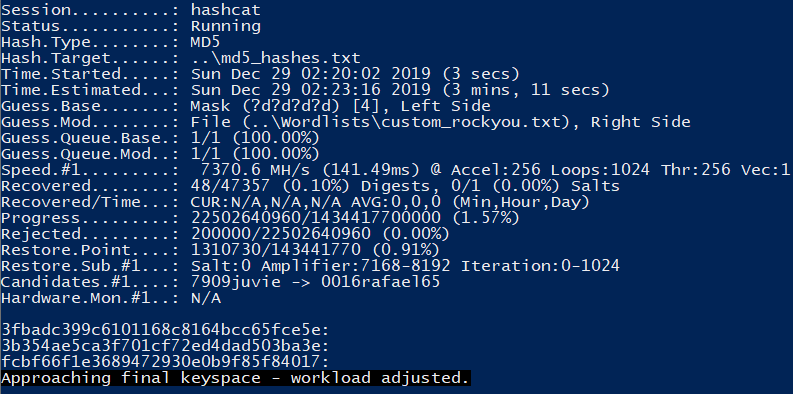 Session..........: hashcat
Status...........: Running
Hash.Type........: MD5
Hash.Target......: ..\md5_hashes.txt
Time.Started.....: Sun Dec 29 02:20:02 2019 (3 secs)
Time.Estimated...: Sun Dec 29 02:23:16 2019 (3 mins, 11 secs)
Guess.Base.......: Mask (?d?d?d?d) [4], Left Side
Guess.Mod........: File (..\Wordlists\custom_rockyou.txt), Right Side
Guess.Queue.Base.: 1/1 (100.00%)
Guess.Queue.Mod..: 1/1 (100.00%)
Speed.#1.........:  7370.6 MH/s (141.49ms) @ Accel:256 Loops:1024 Thr:256 Vec:1
Recovered........: 48/47357 (0.10%) Digests, 0/1 (0.00%) Salts
Recovered/Time...: CUR:N/A,N/A,N/A AVG:0,0,0 (Min,Hour,Day)
Progress.........: 22502640960/1434417700000 (1.57%)
Rejected.........: 200000/22502640960 (0.00%)
Restore.Point....: 1310730/143441770 (0.91%)
Restore.Sub.#1...: Salt:0 Amplifier:7168-8192 Iteration:0-1024
Candidates.#1....: 7909juvie -> 0016rafael65
Hardware.Mon.#1..: N/A
3fbadc399c6101168c8164bcc65fce5e:
3b354ae5ca3f701cf72ed4dad503ba3e:
fcbf66f1e3689472930e0b9f85f84017:
Approaching final keyspace - workload adjusted.